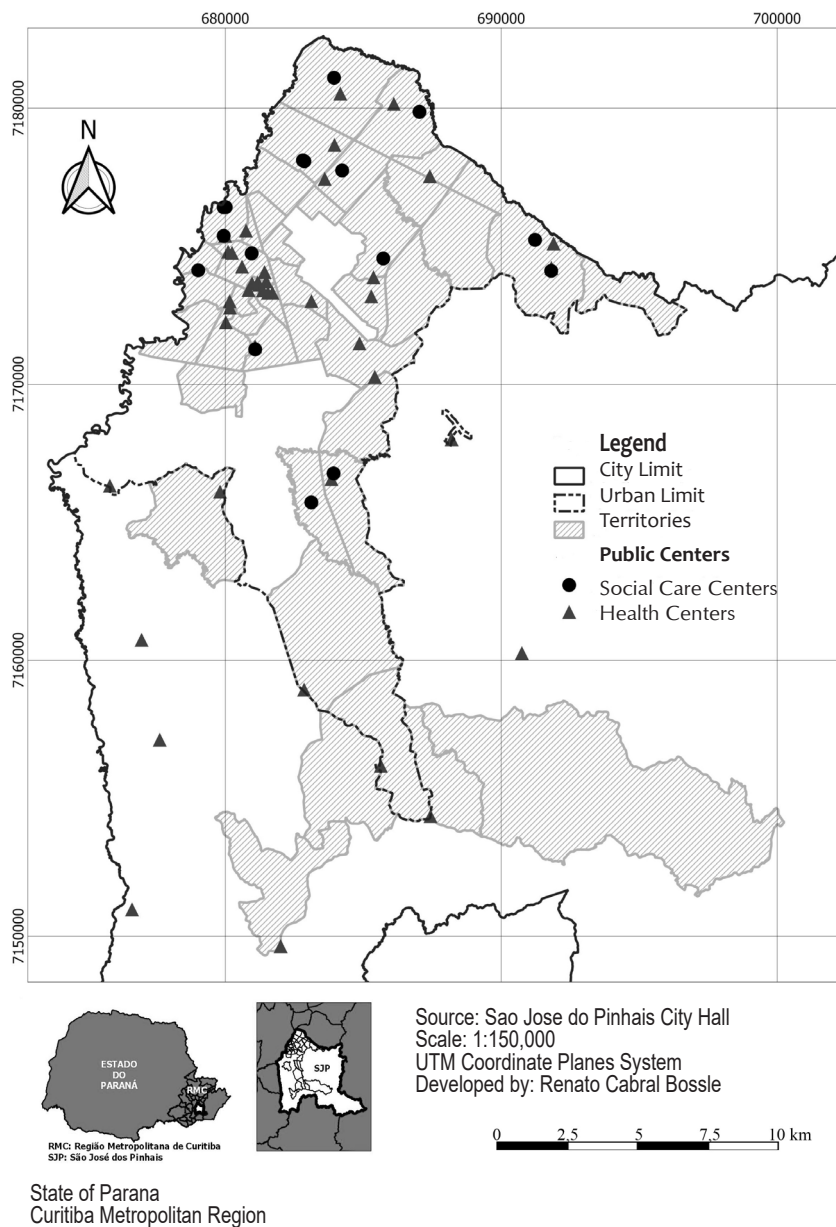 680000
690000
700000
7180000
7170000
7160000
7150000
N
Legend
City Limit
Urban Limit
Territories
Public Centers
Social Care Centers
Health Centers
ESTADO
DO
PARANÁ
RMC
RMC: Região Metropolitana de Curitiba
SJP: São José dos Pinhais
SJP
Source: Sao Jose do Pinhais City Hall
Scale: 1:150,000
UTM Coordinate Planes System
Developed by: Renato Cabral Bossle
0 2,5 5 7,5 10 km
State of Parana
Curitiba Metropolitan Region